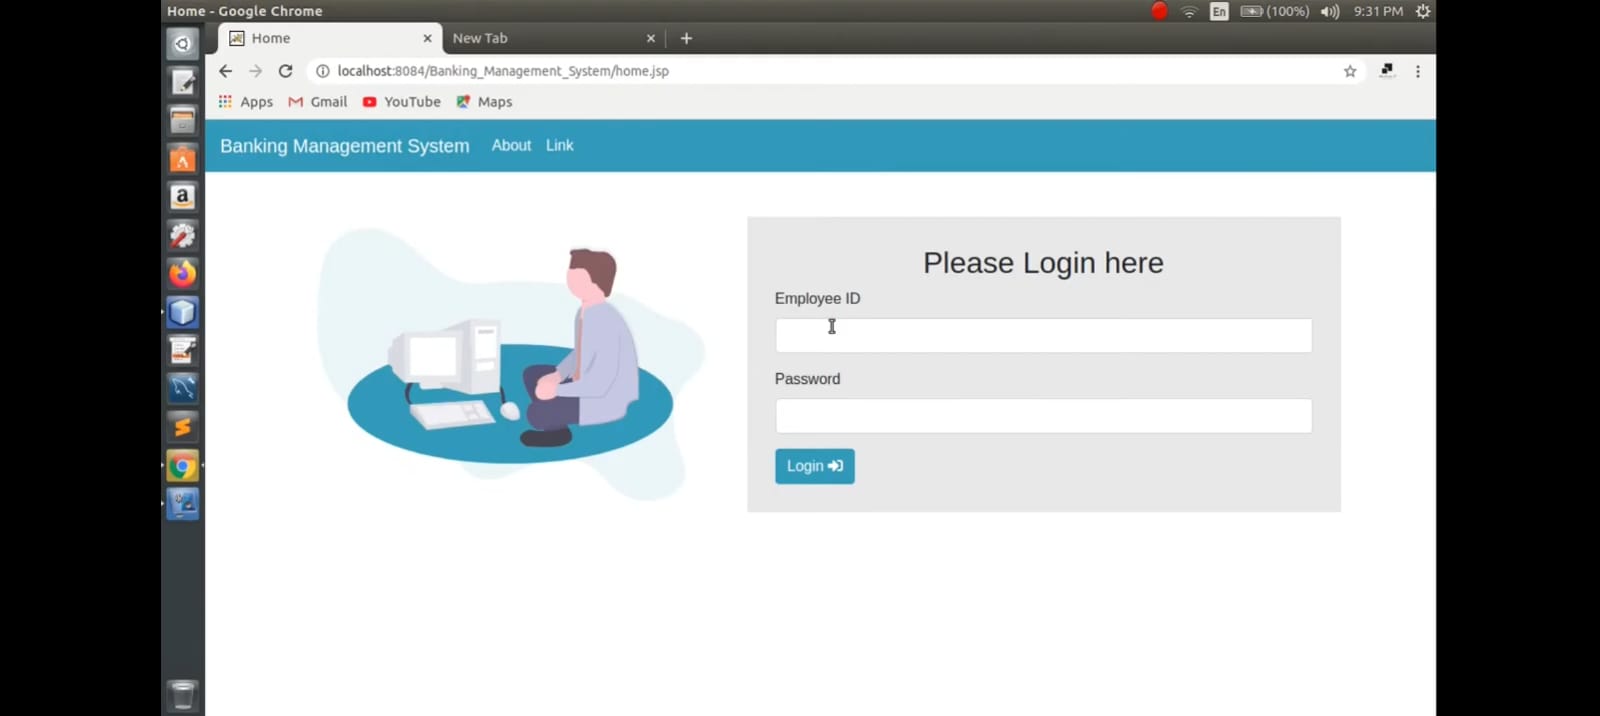 Home - Google Chrome
En (100%) 9:31 PM
Home New Tab
localhost:8084/Banking_Management_System/home.jsp
Apps Gmail YouTube Maps
Banking Management System About Link
Please Login here
Employee ID
Password
Login